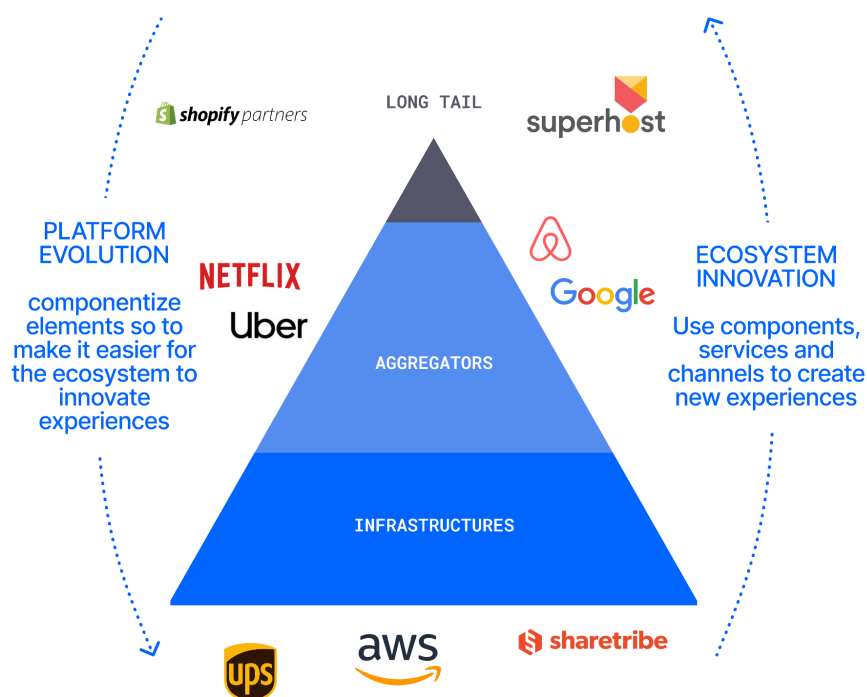 shopify partners
LONG TAIL
superhost
PLATFORM
EVOLUTION
componentize
elements so to
make it easier for
the ecosystem to
innovate
experiences
NETFLIX
Uber
Google
ECOSYSTEM
INNOVATION
Use components,
services and
channels to create
new experiences
AGGREGATORS
INFRASTRUCTURES
ups
aws
sharetribe